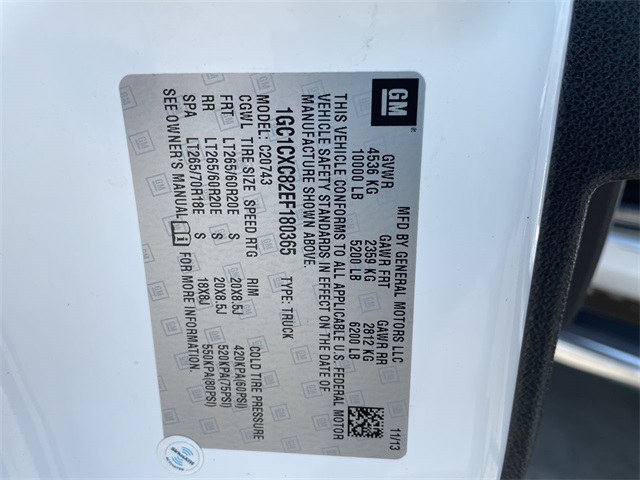 GM
MFD BY GENERAL MOTORS LLC 11/13
GVWR GAWR FRT GAWR RR
4536 KG 2359 KG 2812 KG
10000 LB 5200 LB 6200 LB
THIS VEHICLE CONFORMS TO ALL APPLICABLE U.S. FEDERAL MOTOR
VEHICLE SAFETY STANDARDS IN EFFECT ON THE DATE OF
MANUFACTURE SHOWN ABOVE.
1GC1CXC82EF180365 TYPE: TRUCK
MODEL: C20743
CGWL TIRE SIZE SPEED RTG RIM COLD TIRE PRESSURE
FRT LT265/60R20E S 20X8.5J 420KPA(60PSI)
RR LT265/60R20E S 20X8.5J 520KPA(75PSI)
SPA LT265/70R18E S 18X8J 550KPA(80PSI)
SEE OWNER'S MANUAL FOR MORE INFORMATION.